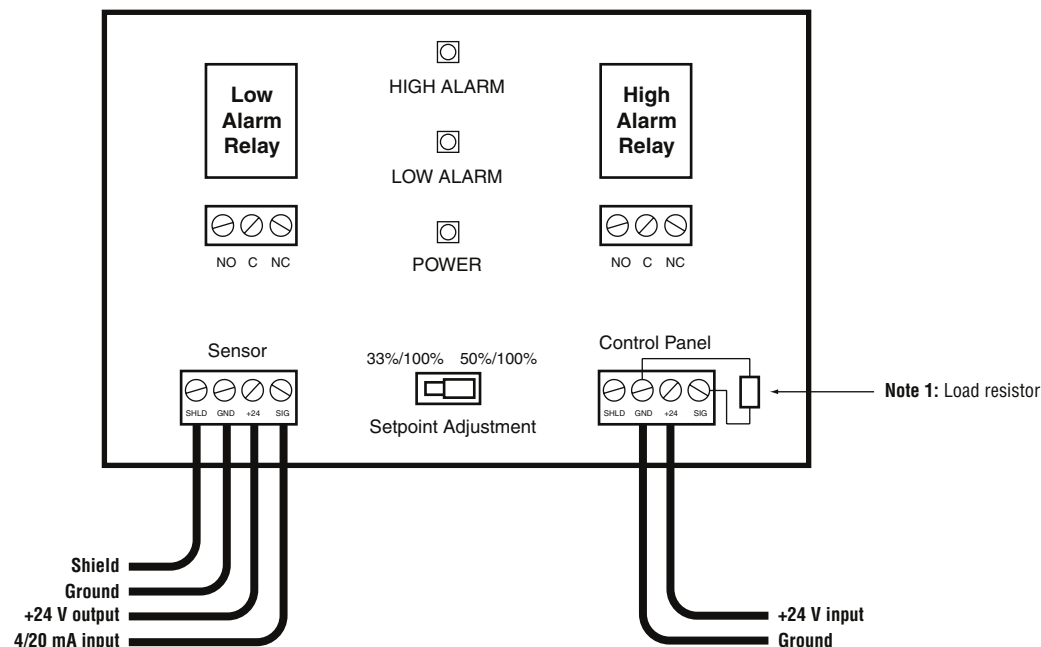 HIGH ALARM
Low
Alarm
Relay
High
Alarm
Relay
LOW ALARM
NO C NC
POWER
NO C NC
Sensor
33%/100% 50%/100%
Control Panel
SHLD GND +24 SIG
Setpoint Adjustment
SHLD GND +24 SIG
Note 1: Load resistor
Shield
Ground
+24 V output
4/20 mA input
+24 V input
Ground